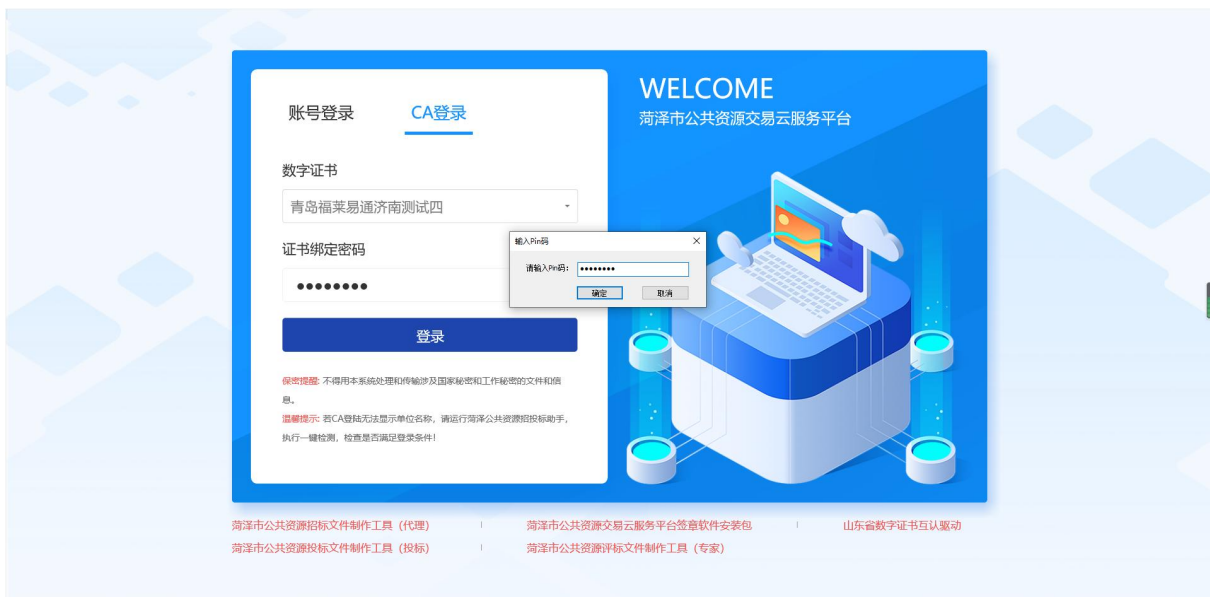 WELCOME
菏泽市公共资源交易云服务平台
账号登录
CA登录
数字证书
青岛福莱易通济南测试四
证书绑定密码
••••••••
登录
保密提醒: 不得用本系统处理和传输涉及国家秘密和工作秘密的文件和信
息。
温馨提示: 若CA登陆无法显示单位名称，请运行菏泽公共资源招投标助手，
执行一键检测，检查是否满足登录条件！
输入Pin码
请输入Pin码：
••••••••
确定
取消
菏泽市公共资源招标文件制作工具（代理）
菏泽市公共资源交易云服务平台签章软件安装包
山东省数字证书互认驱动
菏泽市公共资源投标文件制作工具（投标）
菏泽市公共资源评标文件制作工具（专家）